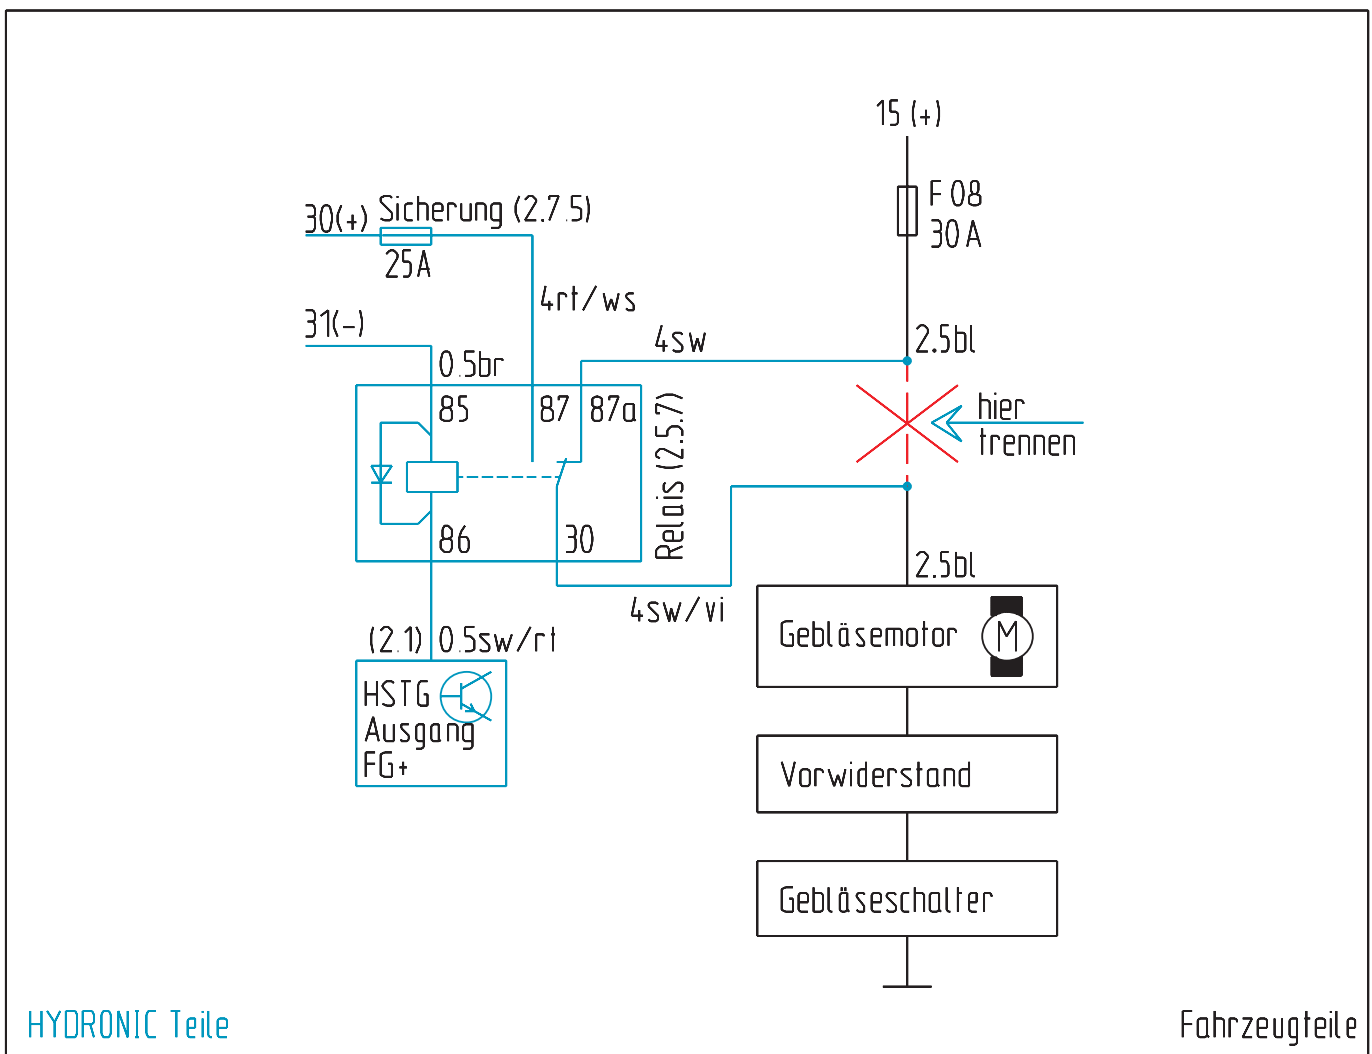 15 (+)
F 08
30 A
Sicherung (2.7.5)
30(+)
25A
4rt/ws
31(-)
4sw
2.5bl
0.5br
85
87
87a
hier
trennen
Relais (2.5.7)
86
30
2.5bl
4sw/vi
Gebläsemotor
M
(2.1)
0.5sw/rt
HSTG
Ausgang
FG+
Vorwiderstand
Gebläseschalter
HYDRONIC Teile
Fahrzeugteile